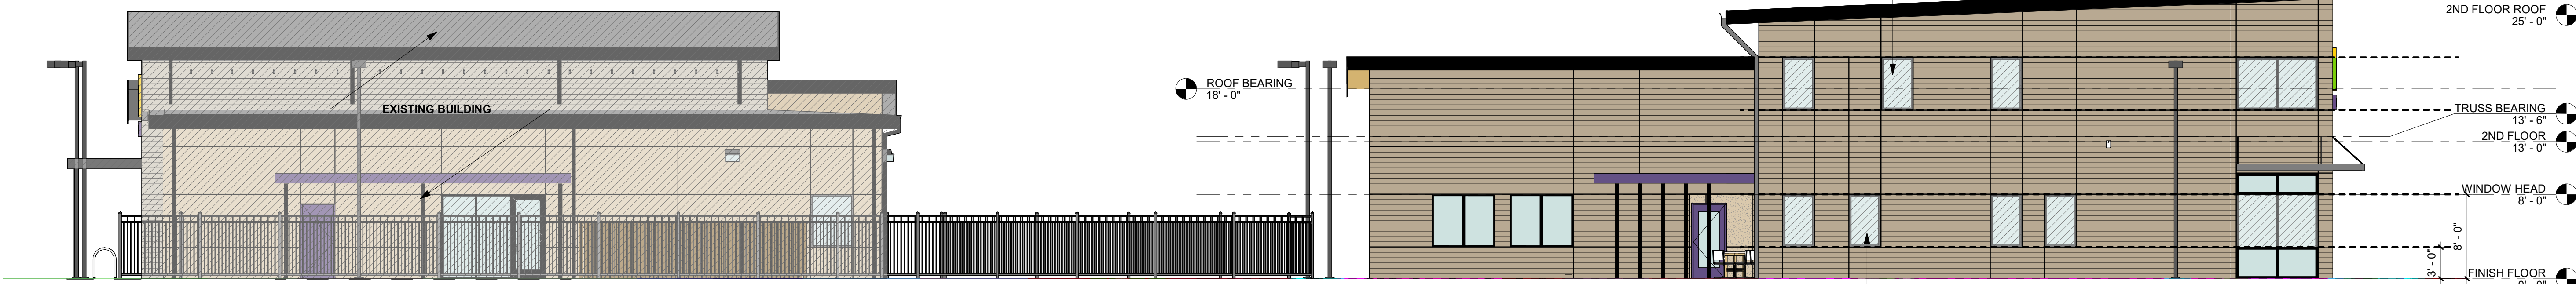 2ND FLOOR ROOF
25' - 0"
ROOF BEARING
18' - 0"
EXISTING BUILDING
TRUSS BEARING
13' - 6"
2ND FLOOR
13' - 0"
WINDOW HEAD
8' - 0"
8' - 0"
3' - 0"
FINISH FLOOR